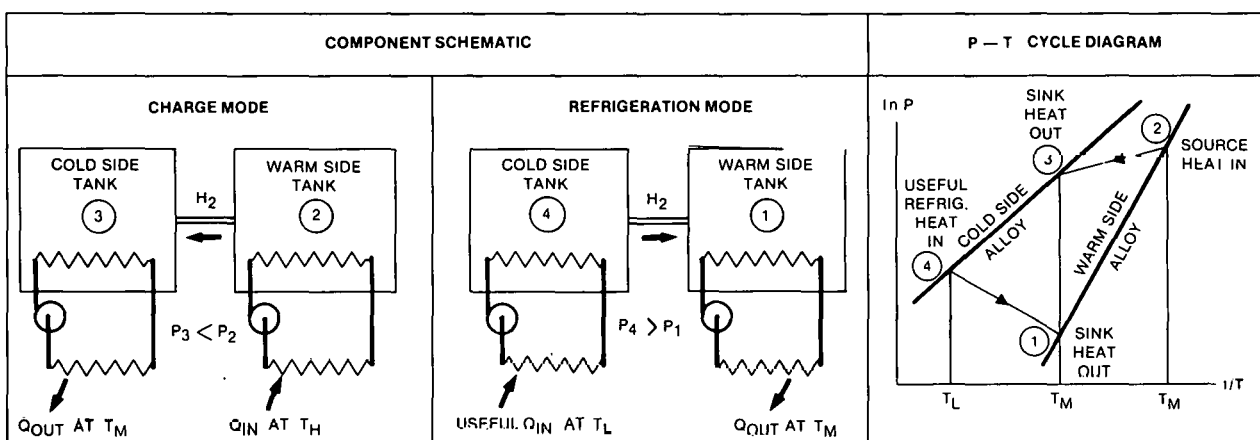 COMPONENT SCHEMATIC
P – T CYCLE DIAGRAM
CHARGE MODE
REFRIGERATION MODE
COLD SIDE
TANK
3
H2
WARM SIDE
TANK
2
P3 < P2
QOUT AT TM
QIN AT TH
COLD SIDE
TANK
4
H2
WARM SIDE
TANK
1
P4 > P1
USEFUL QIN AT TL
QOUT AT TM
ln P
SINK
HEAT
OUT
3
2
SOURCE
HEAT IN
USEFUL
REFRIG.
HEAT
IN
4
COLD SIDE
ALLOY
WARM SIDE
ALLOY
1
SINK
HEAT
OUT
1/T
TL
TM
TM